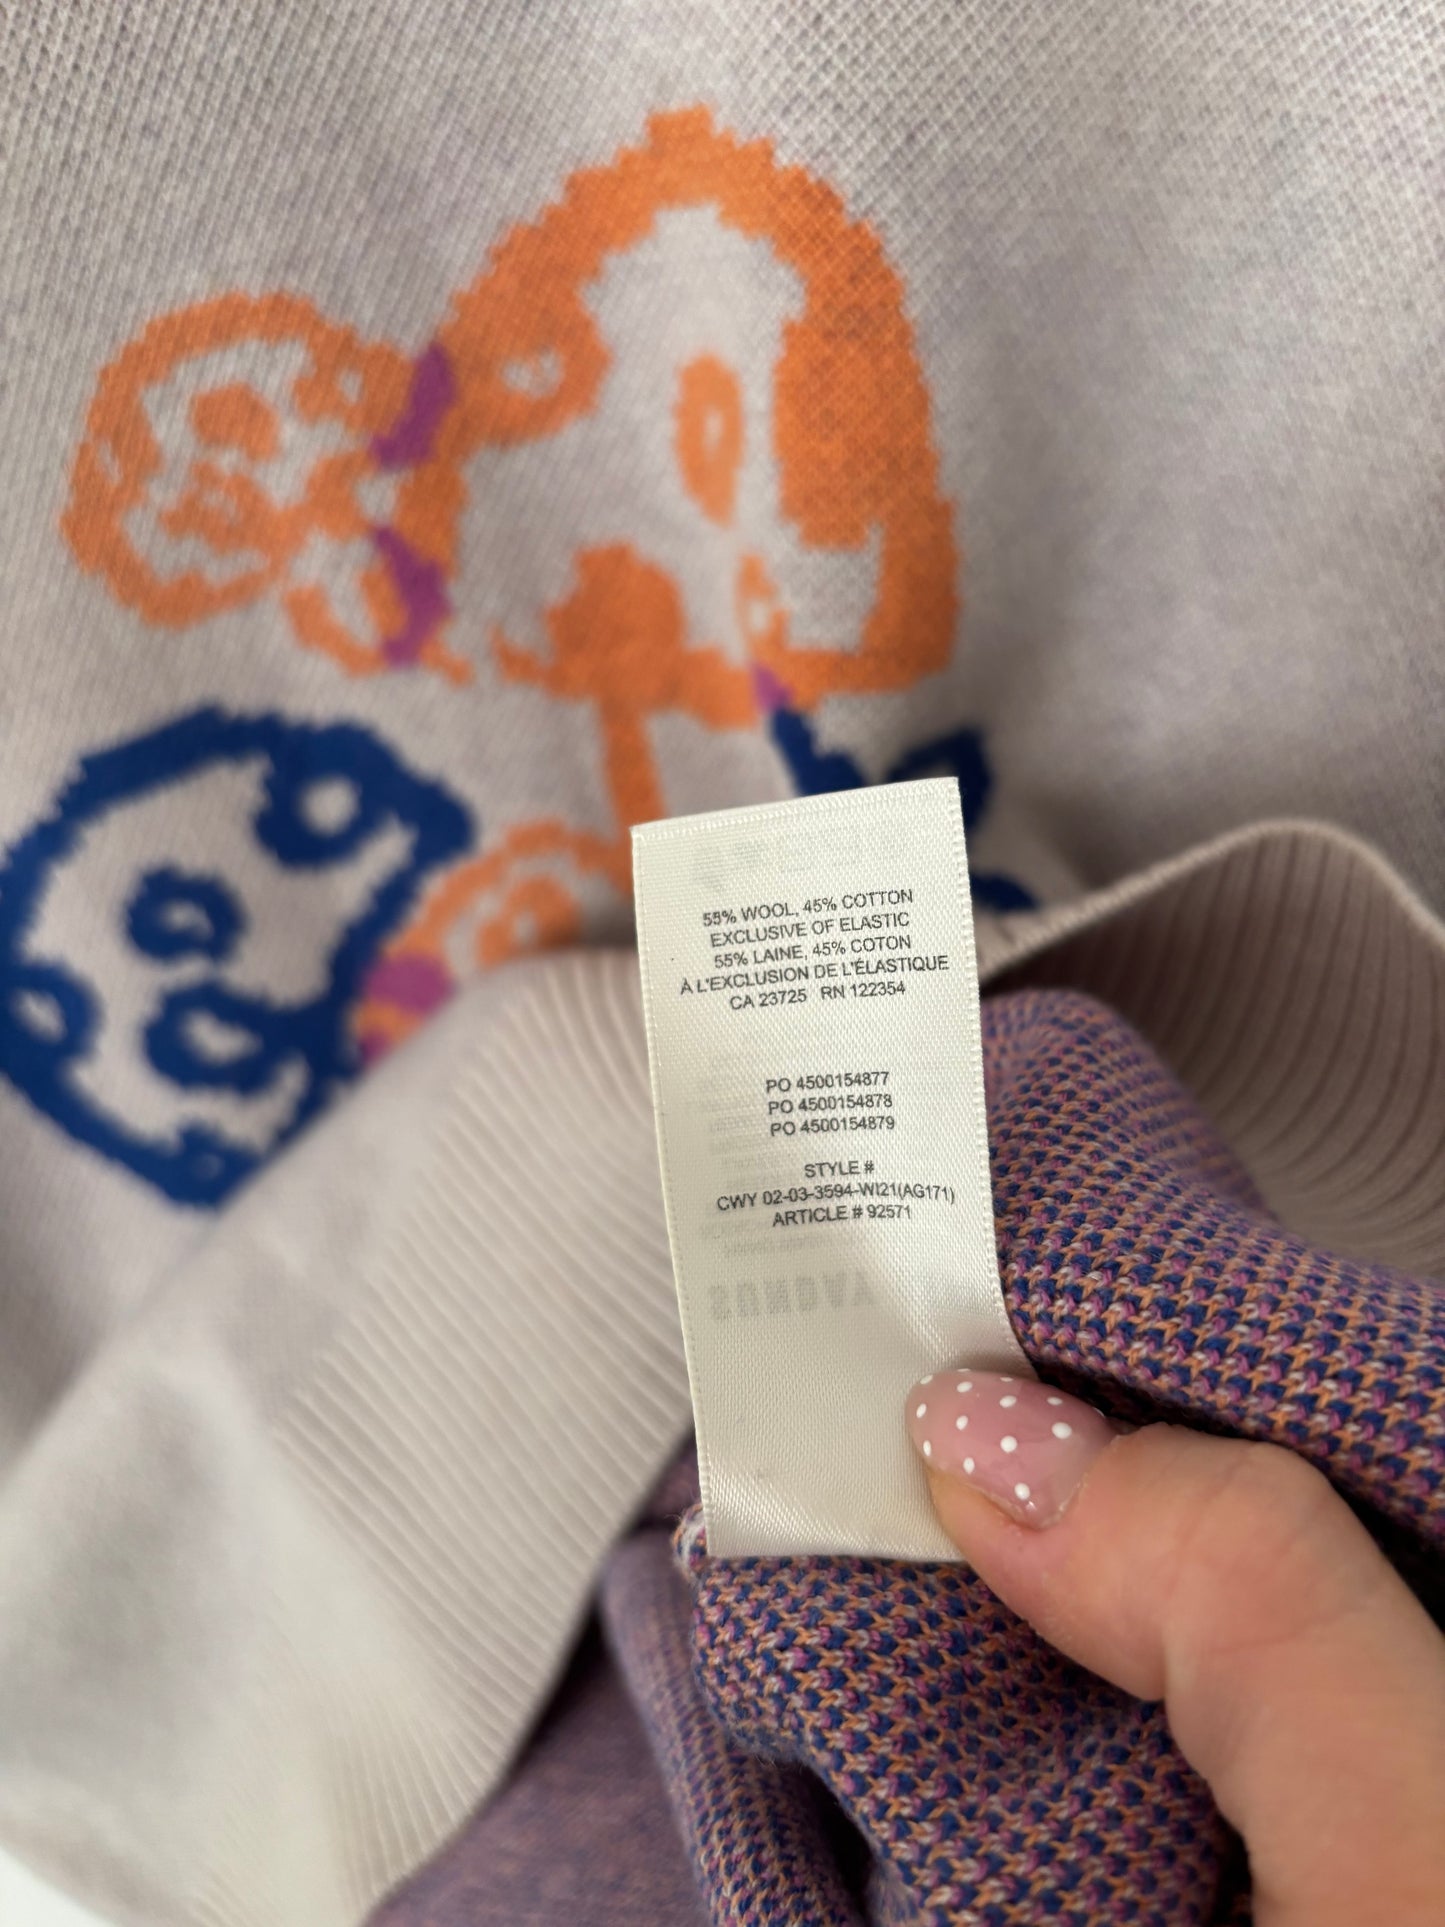 55% WOOL, 45% COTTON
EXCLUSIVE OF ELASTIC
55% LAINE, 45% COTON
À L'EXCLUSION DE L'ÉLASTIQUE
CA 23725 RN 122354
PO 4500154877
PO 4500154878
PO 4500154879
STYLE #
CWY 02-03-3594-WI21(AG171)
ARTICLE # 92571